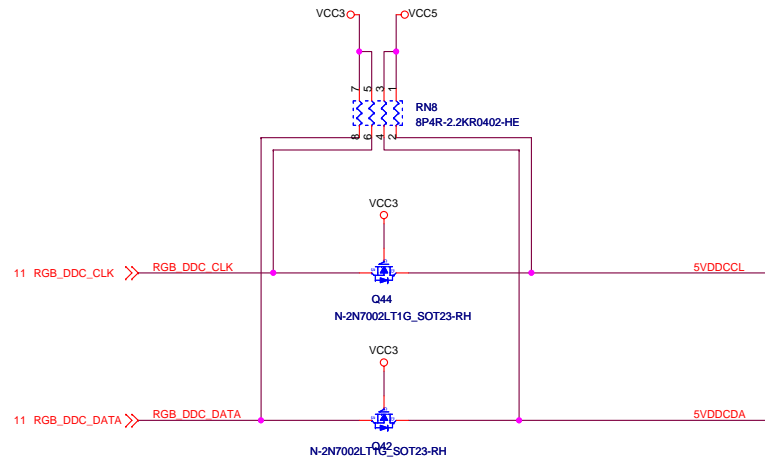 VCC3 VCC5
7 5 3 1
RN8
8P4R-2.2KR0402-HE
8 6 4 2
VCC3
11 RGB_DDC_CLK RGB_DDC_CLK 5VDDCCL
Q44
N-2N7002LT1G_SOT23-RH
VCC3
11 RGB_DDC_DATA RGB_DDC_DATA 5VDDCDA
Q42
N-2N7002LT1G_SOT23-RH